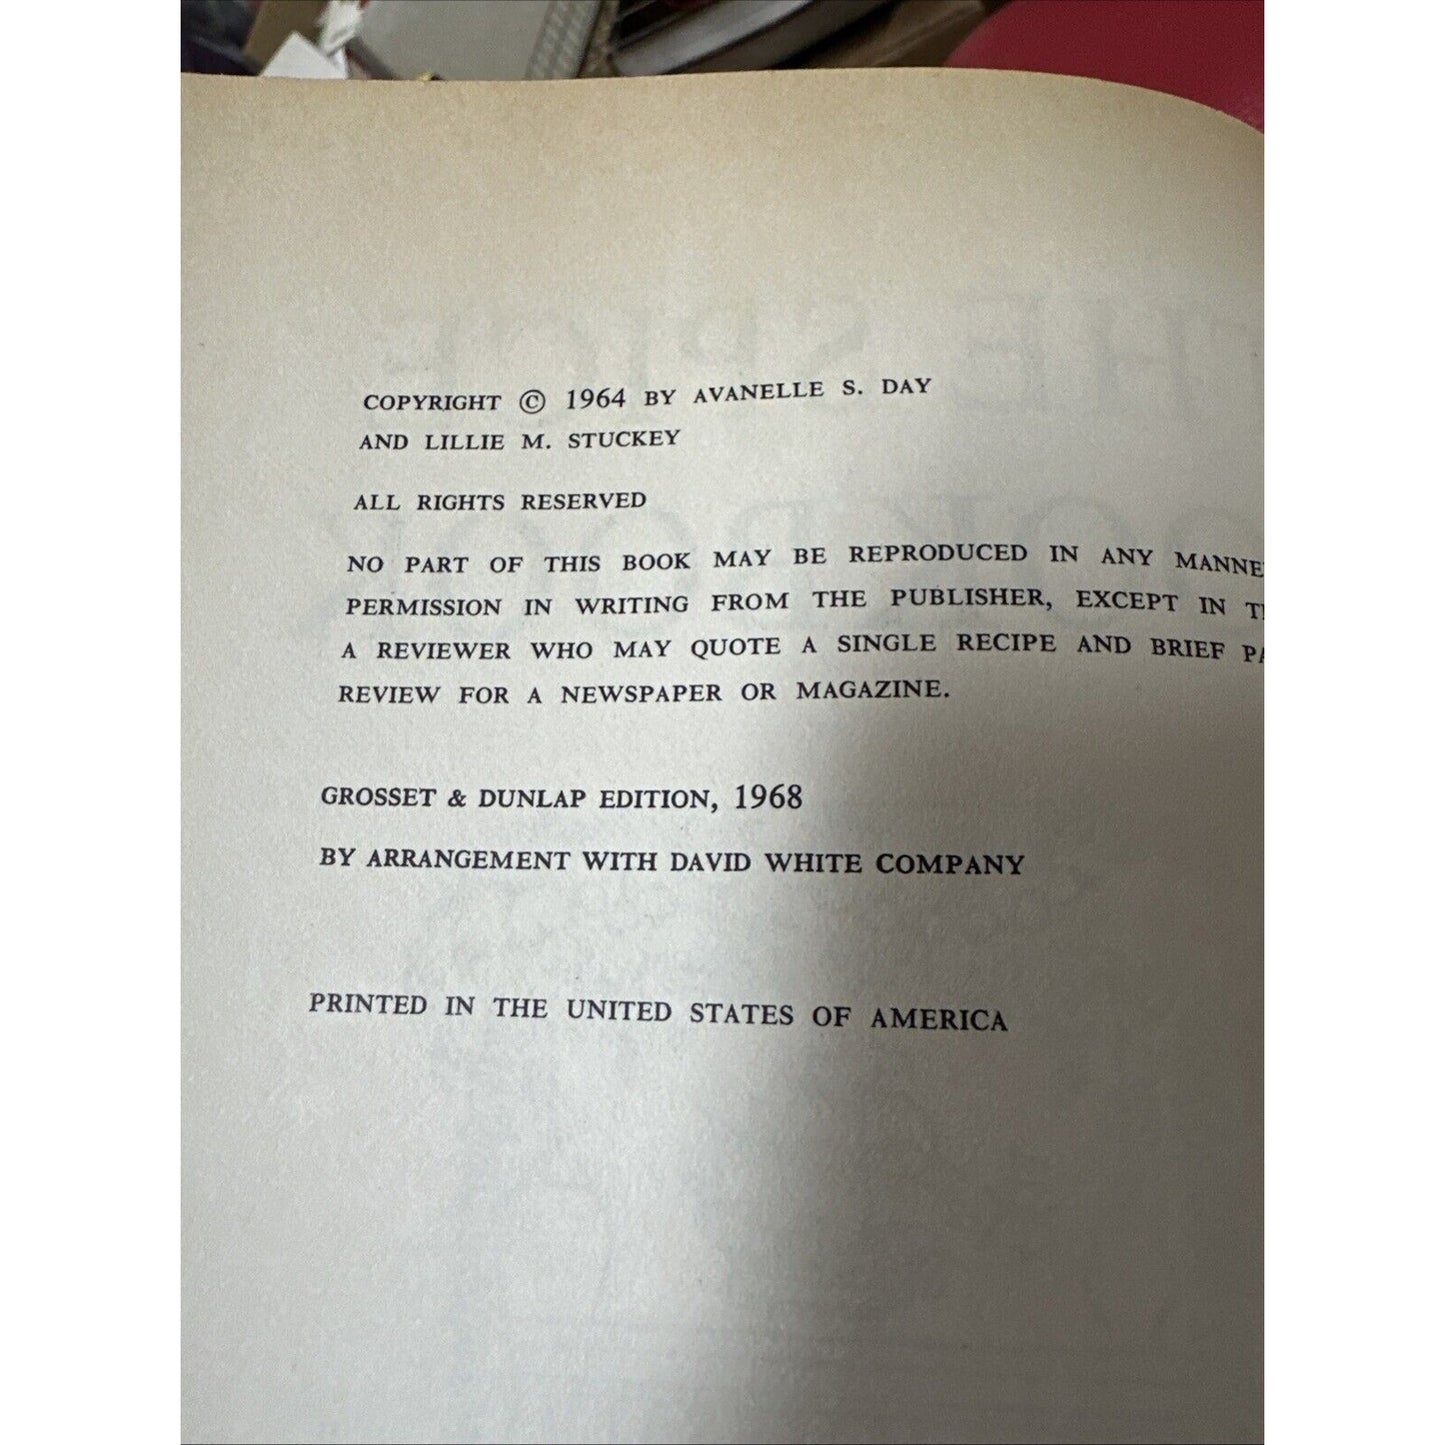 COPYRIGHT © 1964 BY AVANELLE S. DAY
AND LILLIE M. STUCKEY
ALL RIGHTS RESERVED
NO PART OF THIS BOOK MAY BE REPRODUCED IN ANY
PERMISSION IN WRITING FROM THE PUBLISHER, EXCEPT IN
A REVIEWER WHO MAY QUOTE A SINGLE RECIPE AND BRIEF
REVIEW FOR A NEWSPAPER OR MAGAZINE.
GROSSET & DUNLAP EDITION, 1968
BY ARRANGEMENT WITH DAVID WHITE COMPANY
PRINTED IN THE UNITED STATES OF AMERICA